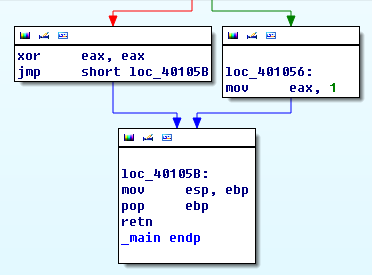 xor     eax, eax
jmp     short loc_40105B
loc_401056:
mov     eax, 1
loc_40105B:
mov     esp, ebp
pop     ebp
retn
_main endp